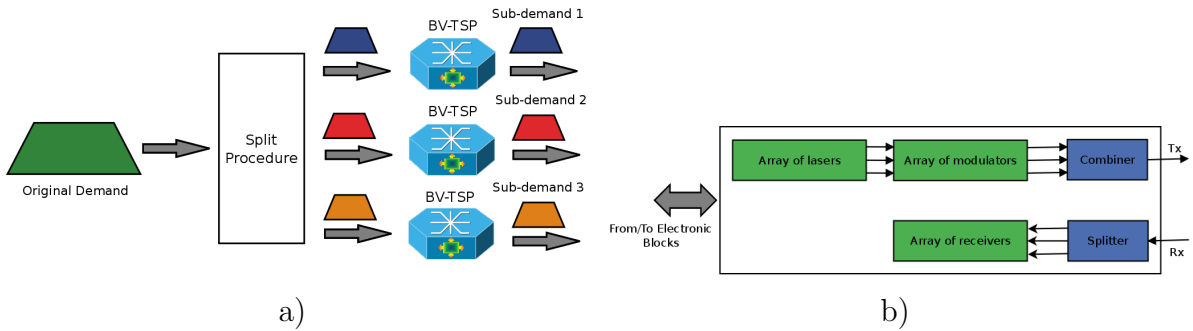 Sub-demand 1
BV-TSP
Sub-demand 2
BV-TSP
Split
Procedure
Original Demand
Sub-demand 3
BV-TSP
a)
Array of lasers
Array of modulators
Combiner
Tx
From/To Electronic
Blocks
Array of receivers
Splitter
Rx
b)